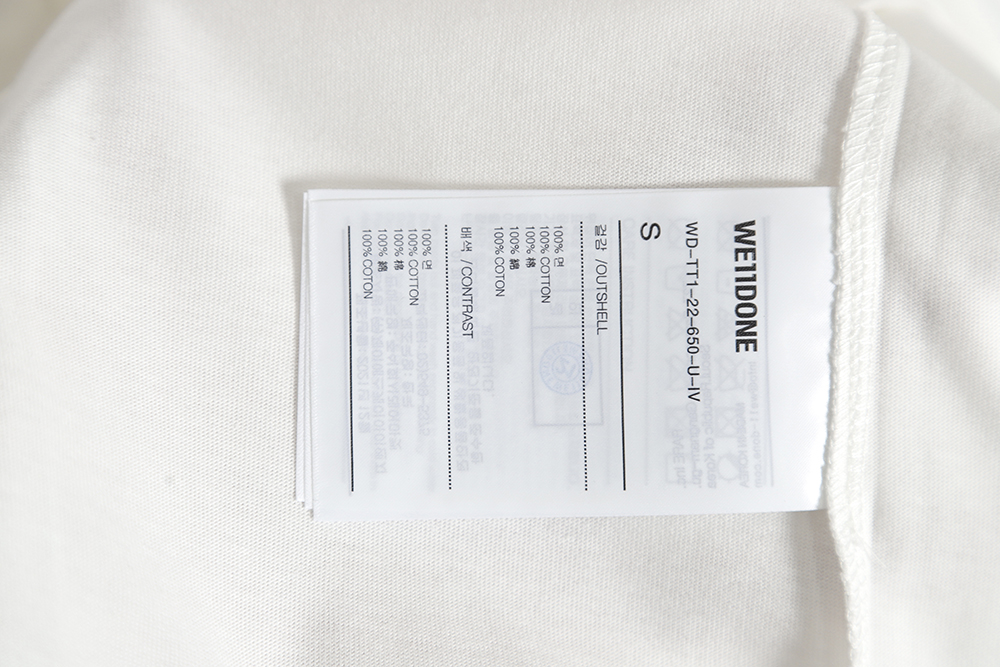 WE11DONE
WD-TT1-22-650-U-IV
S
겉감 /OUTSHELL
100% 면
100% COTTON
100% 棉
100% 綿
100% COTON
배색 /CONTRAST
100% 면
100% COTTON
100% 棉
100% 綿
100% COTON